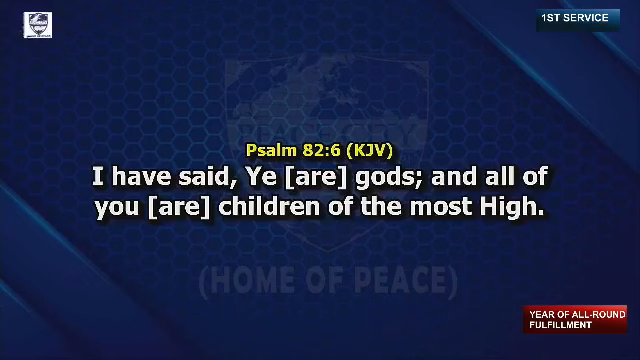 1ST SERVICE
Psalm 82:6 (KJV)
I have said, Ye [are] gods; and all of
you [are] children of the most High.
(HOME OF PEACE)
YEAR OF ALL-ROUND
FULFILLMENT